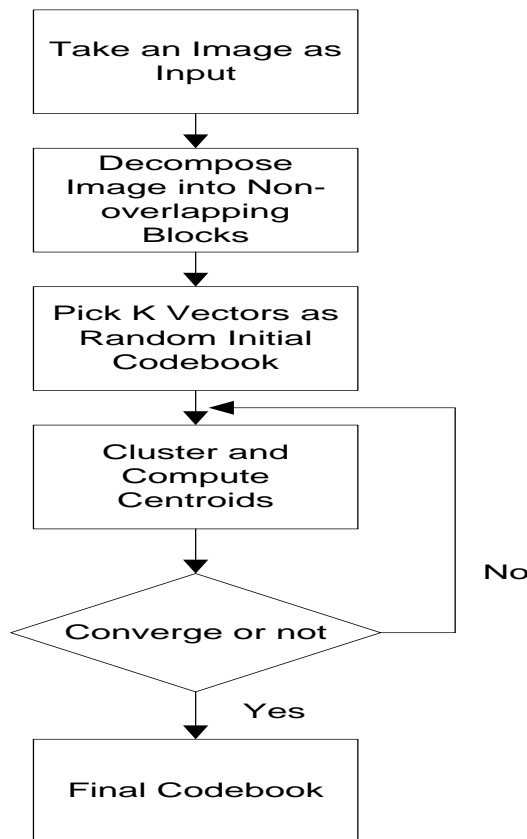 Take an Image as
Input
Decompose
Image into Non-
overlapping
Blocks
Pick K Vectors as
Random Initial
Codebook
Cluster and
Compute
Centroids
No
Converge or not
Yes
Final Codebook